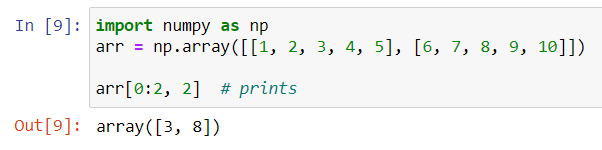 In [9]: import numpy as np
arr = np.array([[1, 2, 3, 4, 5], [6, 7, 8, 9, 10]])
arr[0:2, 2]  # prints
Out[9]: array([3, 8])